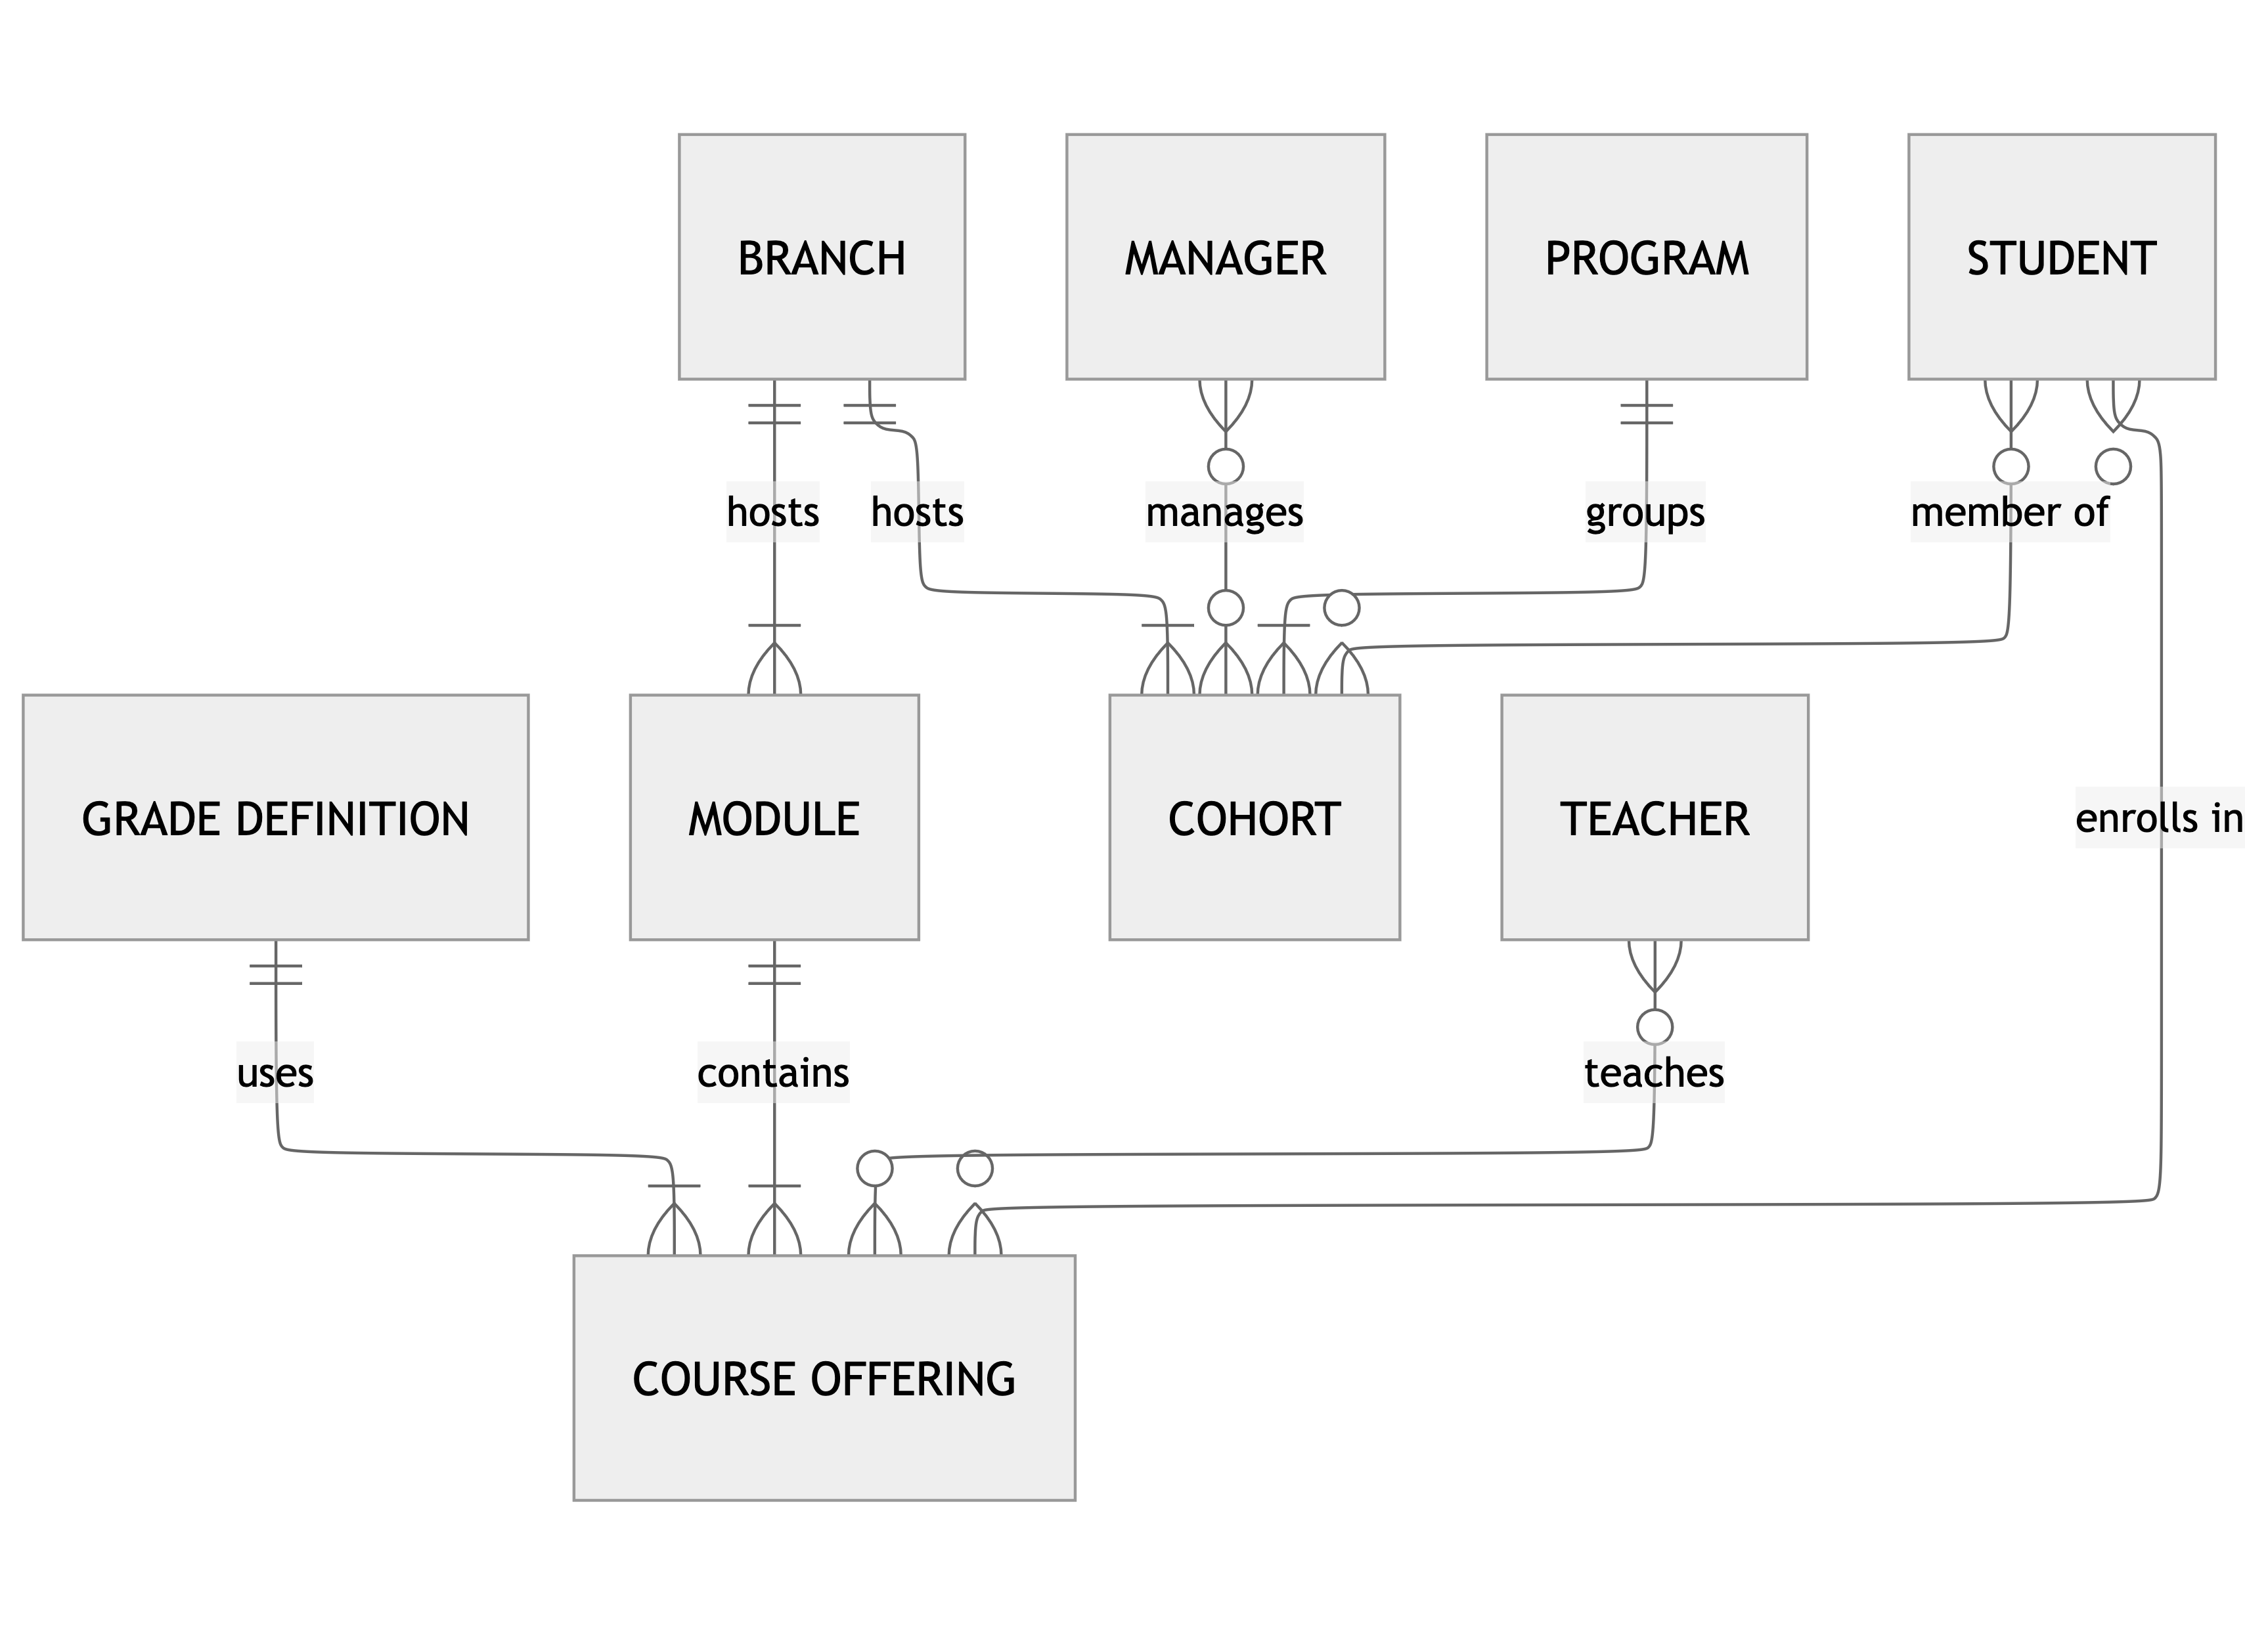 BRANCH
MANAGER
PROGRAM
STUDENT
hosts
hosts
manages
groups
member of
GRADE DEFINITION
MODULE
COHORT
TEACHER
enrolls in
uses
contains
teaches
COURSE OFFERING